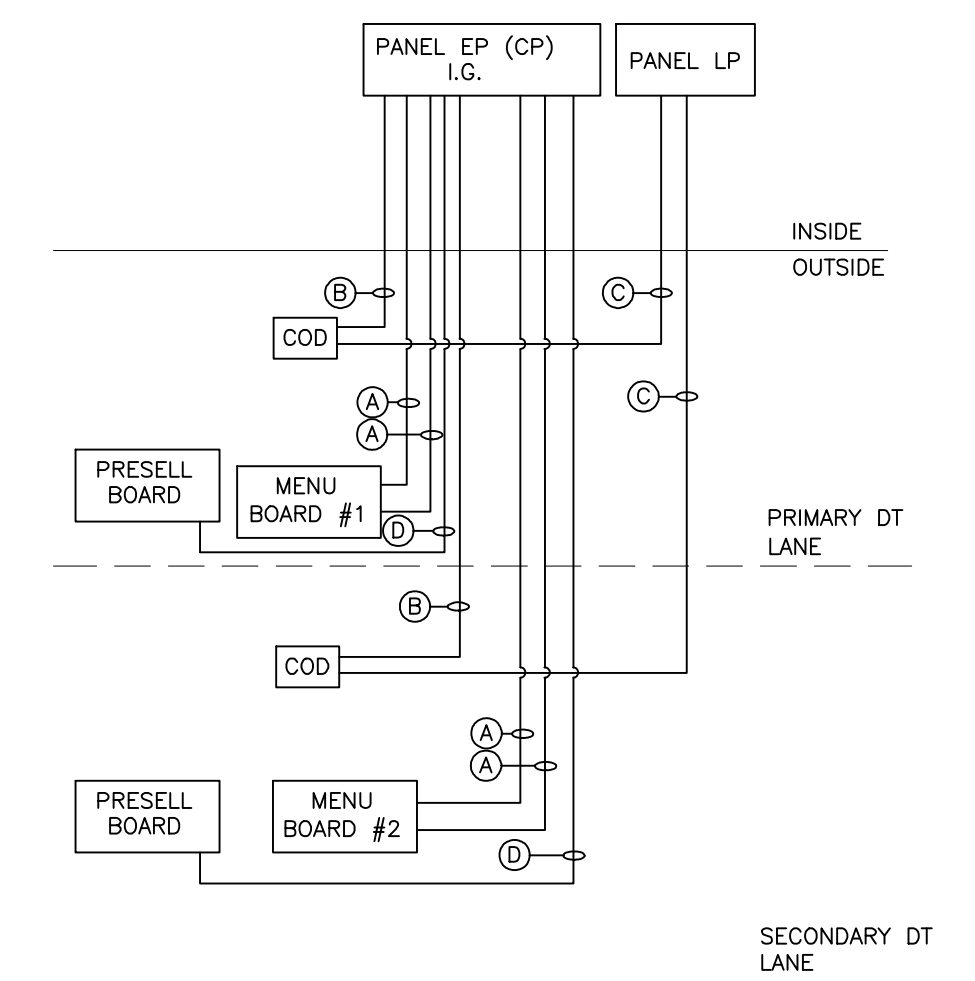 PANEL EP (CP)
I.G.
PANEL LP
INSIDE
OUTSIDE
B
C
COD
C
A
A
PRESELL
BOARD
MENU
BOARD #1
D
PRIMARY DT
LANE
B
COD
A
A
PRESELL
BOARD
MENU
BOARD #2
D
SECONDARY DT
LANE